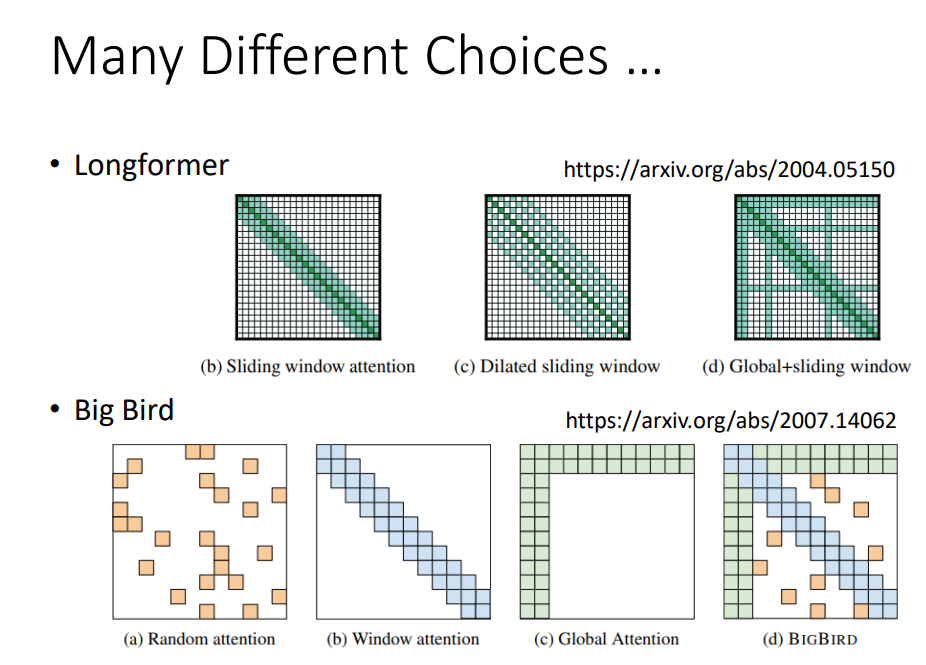 Many Different Choices …
• Longformer
https://arxiv.org/abs/2004.05150
(b) Sliding window attention
(c) Dilated sliding window
(d) Global+sliding window
• Big Bird
https://arxiv.org/abs/2007.14062
(a) Random attention
(b) Window attention
(c) Global Attention
(d) BIGBIRD